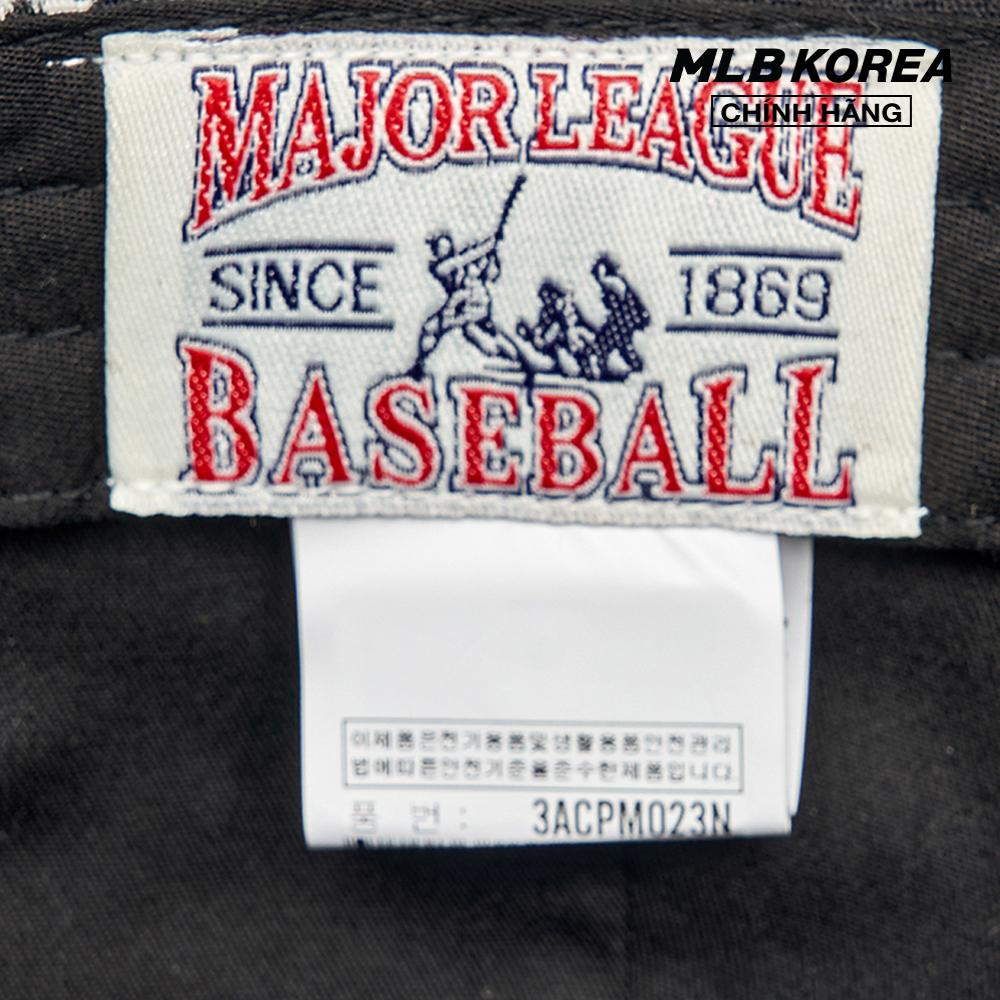 MLB KOREA
CHÍNH HÃNG
MAJOR LEAGUE
SINCE 1869
BASEBALL
이제품은전기용품및생활용품안전관리
법에따른안전기준을준수한제품입니다.
품 번 : 3ACPM023N